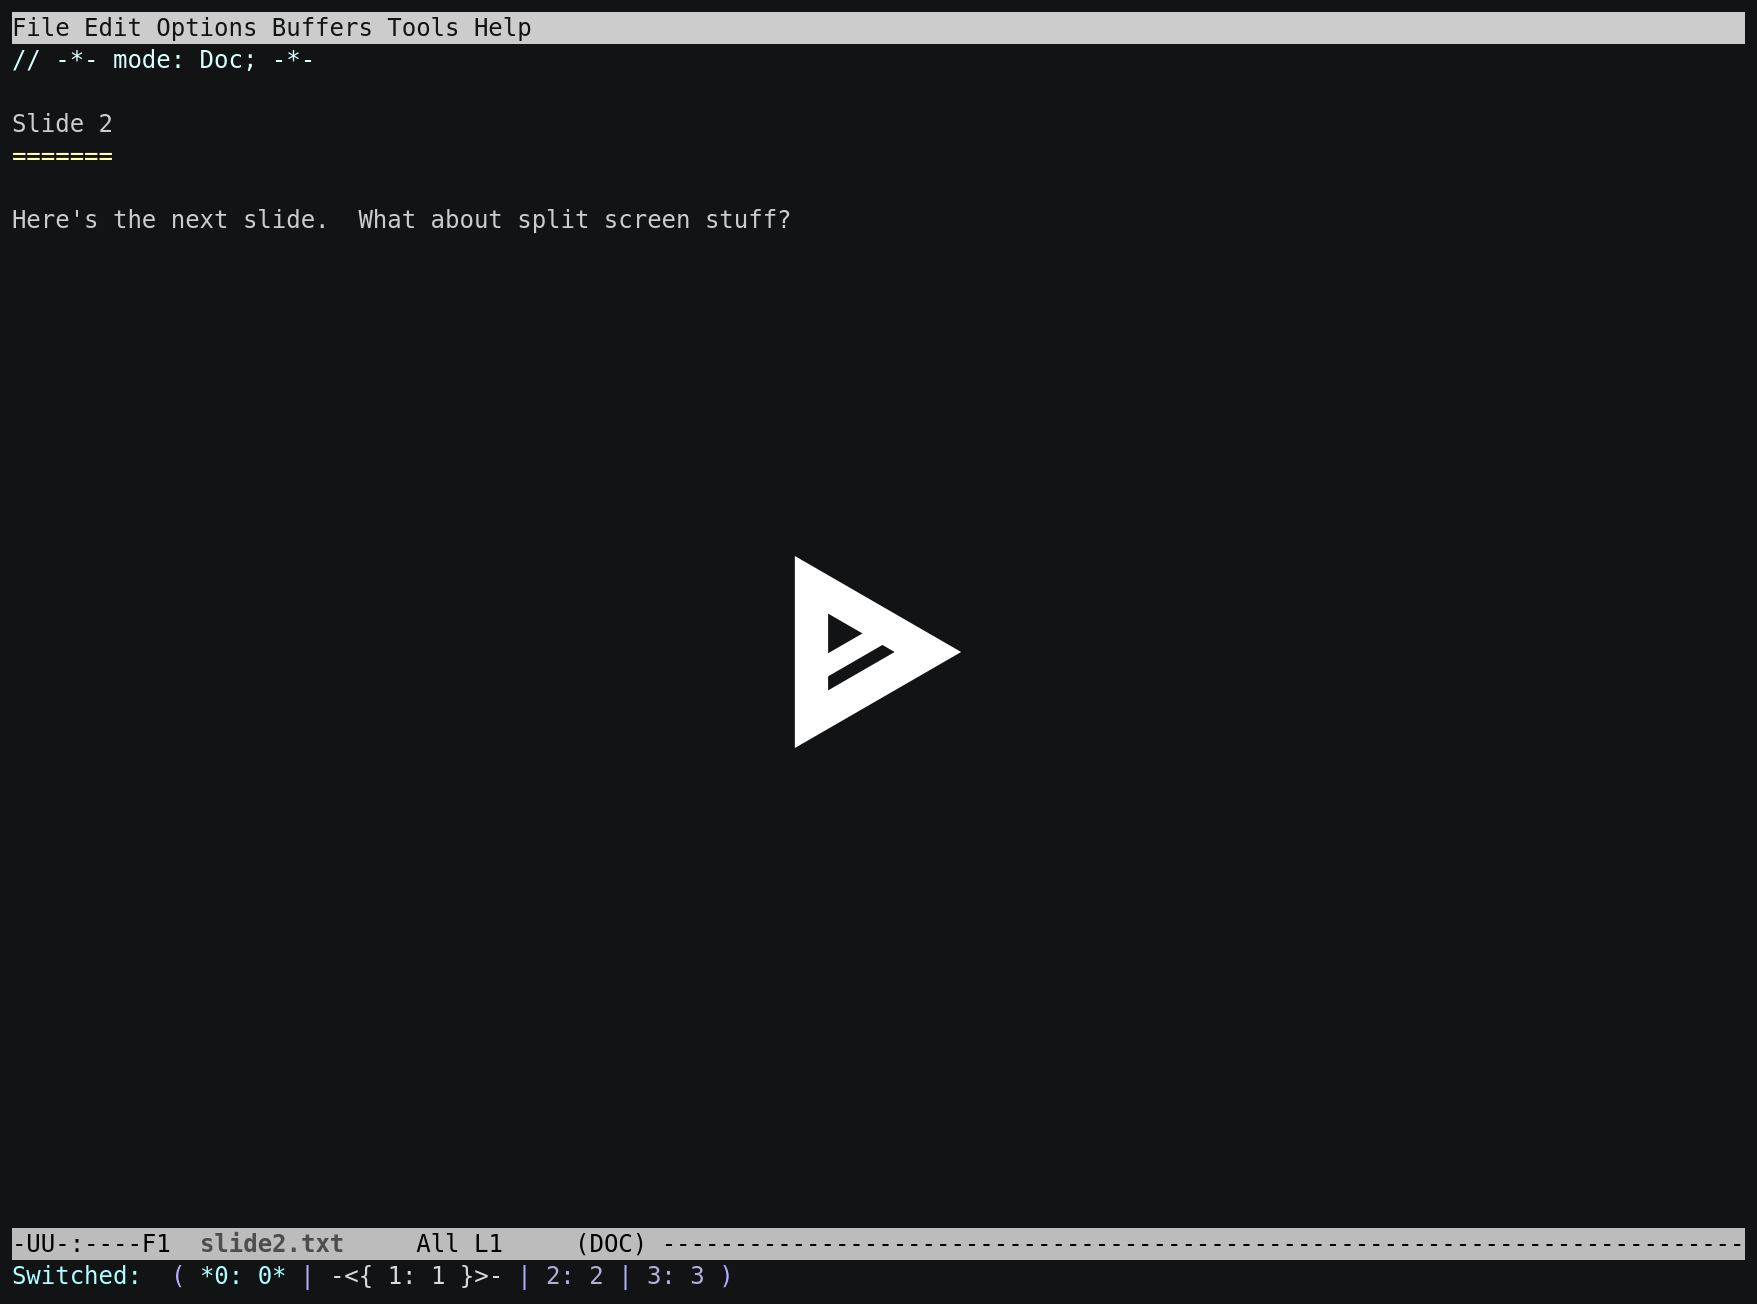 File Edit Options Buffers Tools Help
// -*- mode: Doc; -*-
Slide 2
=======
Here's the next slide.  What about split screen stuff?
-UU-:----F1  slide2.txt     All L1     (DOC) ---------------------------------------------------------------------------
Switched:  ( *0: 0* | -<{ 1: 1 }>- | 2: 2 | 3: 3 )